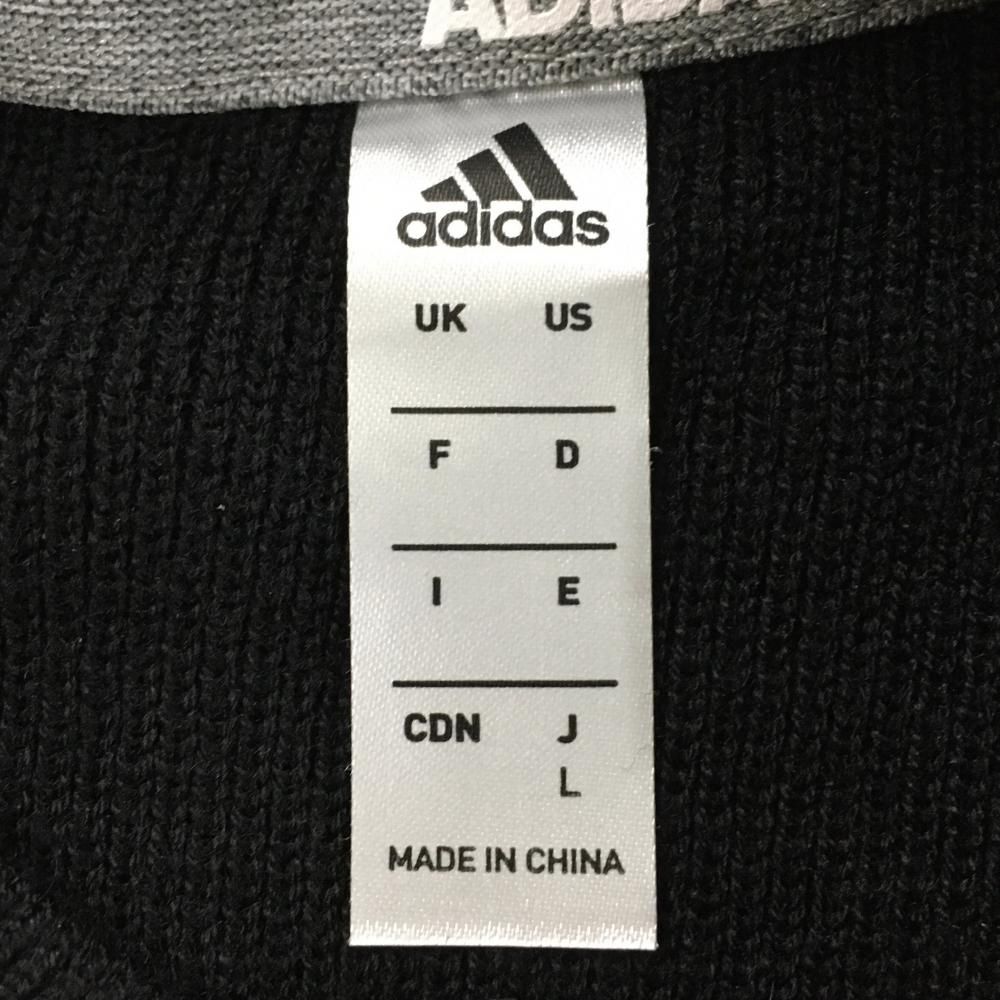 adidas
UK US
F D
I E
CDN J
L
MADE IN CHINA